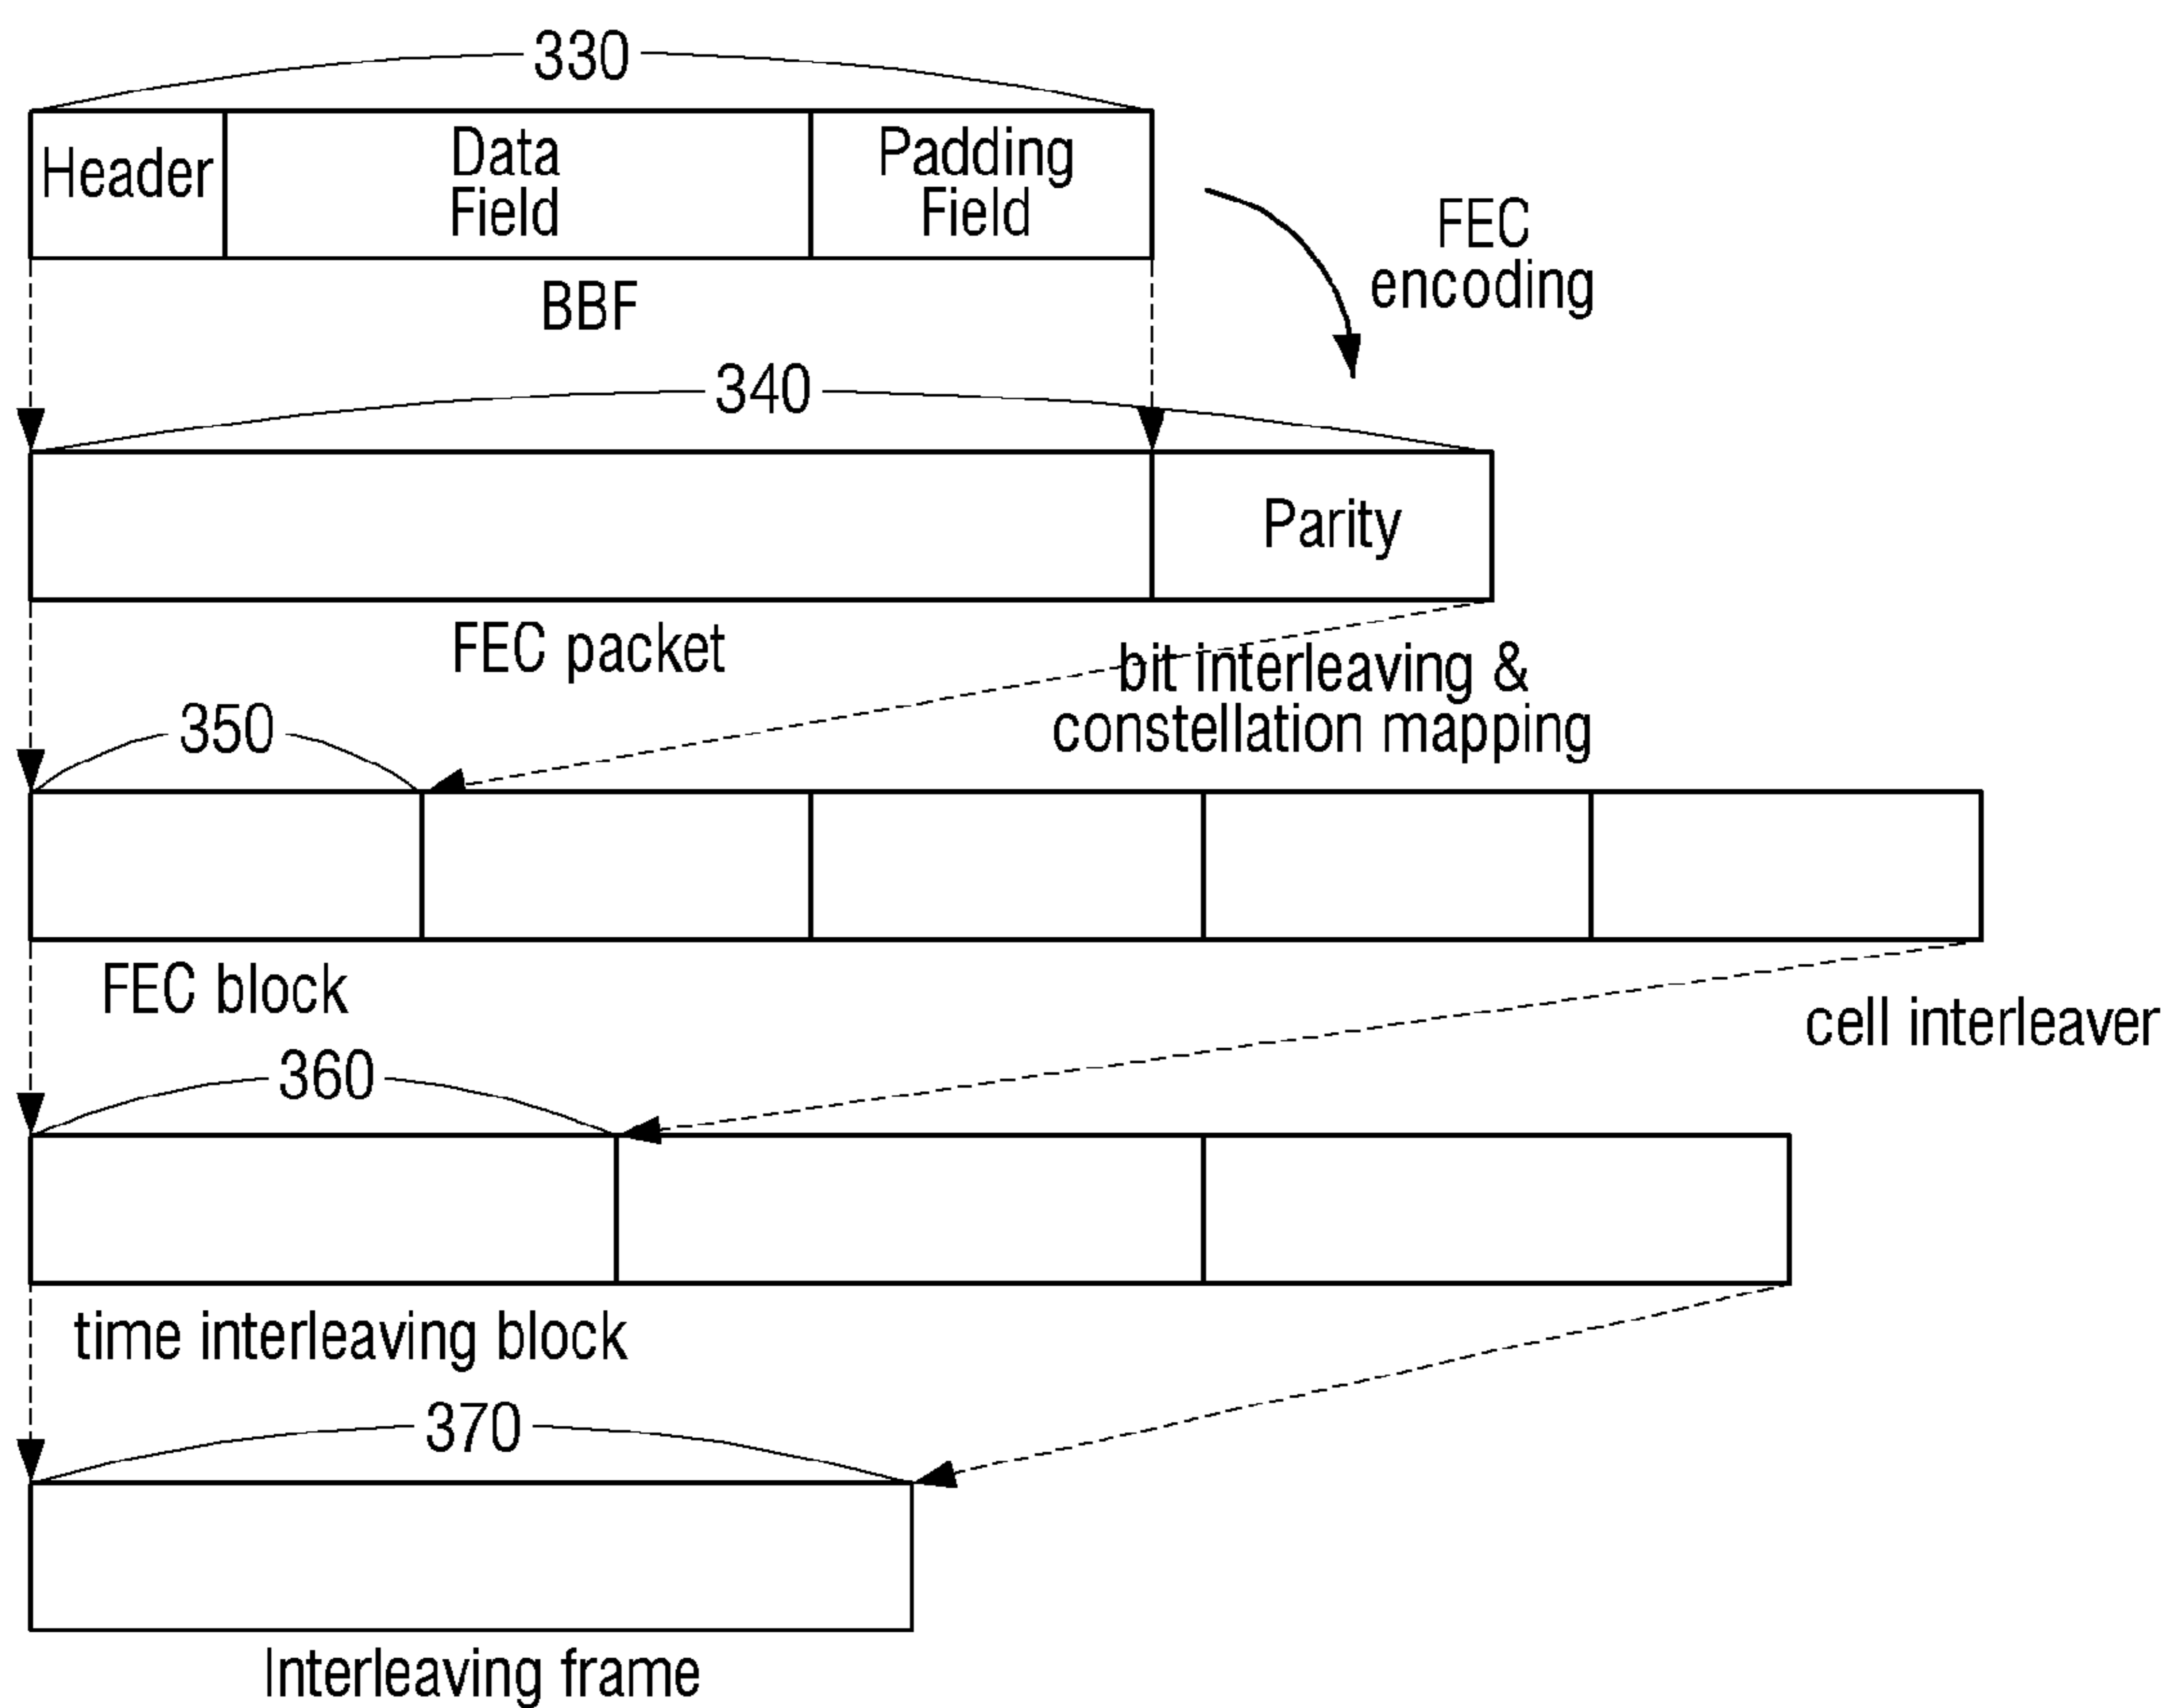 330
Header
Data
Field
Padding
Field
FEC
encoding
BBF
340
Parity
FEC packet
bit interleaving &
constellation mapping
350
FEC block
cell interleaver
360
time interleaving block
370
Interleaving frame